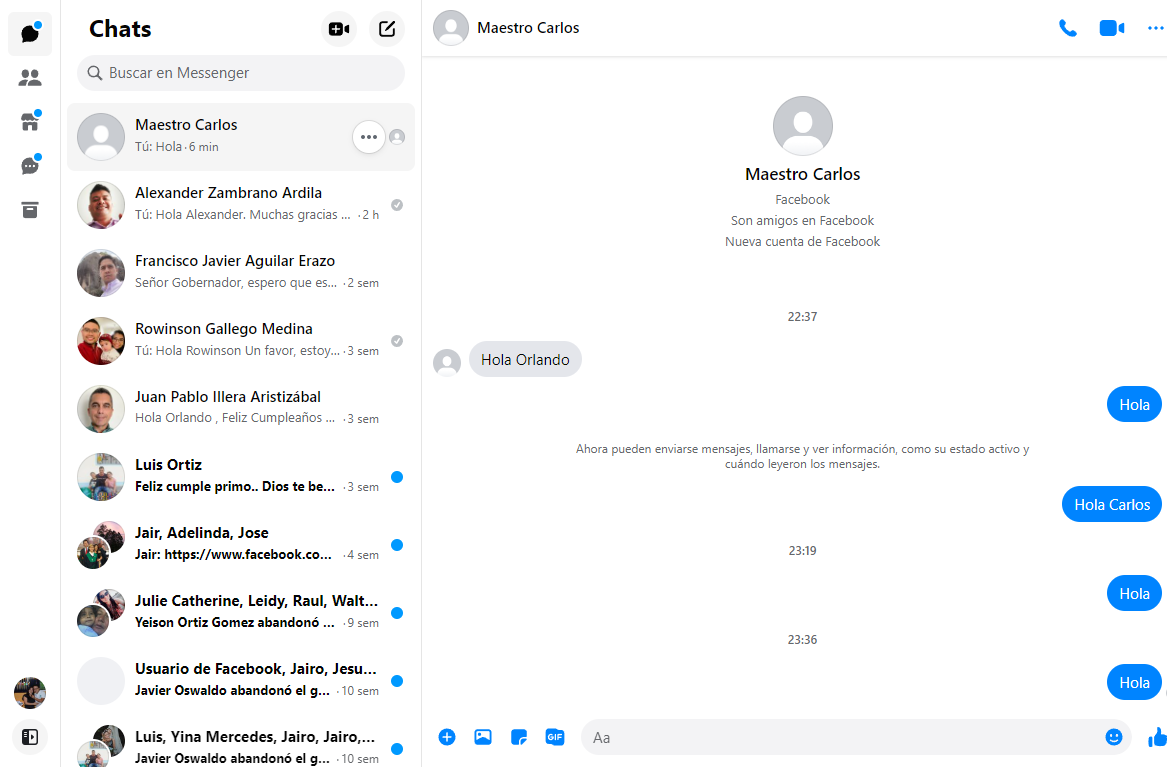 Chats
Buscar en Messenger
Maestro Carlos
Tú: Hola · 6 min
Alexander Zambrano Ardila
Tú: Hola Alexander. Muchas gracias ... · 2 h
Francisco Javier Aguilar Erazo
Señor Gobernador, espero que es... · 2 sem
Rowinson Gallego Medina
Tú: Hola Rowinson Un favor, estoy... · 3 sem
Juan Pablo Illera Aristizábal
Hola Orlando , Feliz Cumpleaños ... · 3 sem
Luis Ortiz
Feliz cumple primo.. Dios te be... · 3 sem
Jair, Adelinda, Jose
Jair: https://www.facebook.co... · 4 sem
Julie Catherine, Leidy, Raul, Walt...
Yeison Ortiz Gomez abandonó ... · 9 sem
Usuario de Facebook, Jairo, Jesu...
Javier Oswaldo abandonó el g... · 10 sem
Luis, Yina Mercedes, Jairo, Jairo,...
Javier Oswaldo abandonó el g... · 10 sem
Maestro Carlos
Maestro Carlos
Facebook
Son amigos en Facebook
Nueva cuenta de Facebook
22:37
Hola Orlando
Hola
Ahora pueden enviarse mensajes, llamarse y ver información, como su estado activo y
cuándo leyeron los mensajes.
Hola Carlos
23:19
Hola
23:36
Hola
GIF
Aa